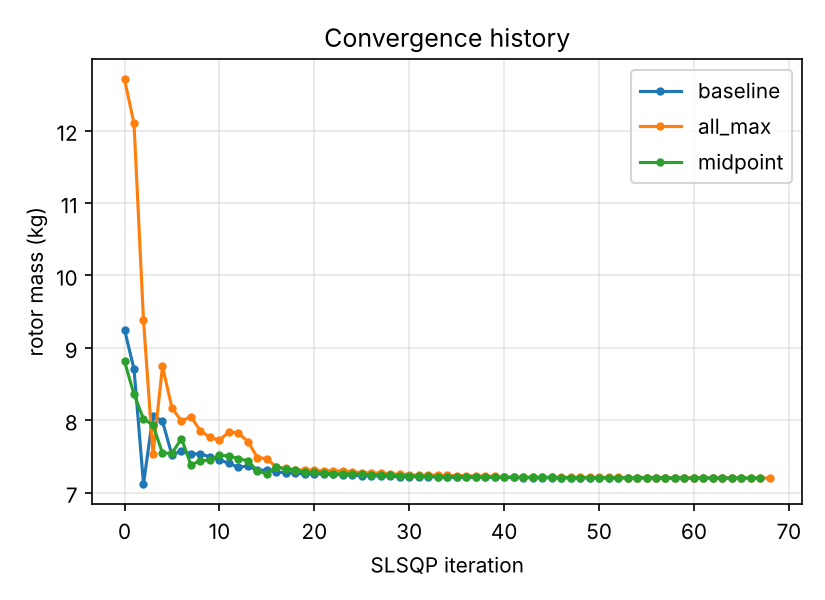 Convergence history
baseline
all_max
midpoint
12
11
10
9
8
7
rotor mass (kg)
0 10 20 30 40 50 60 70
SLSQP iteration